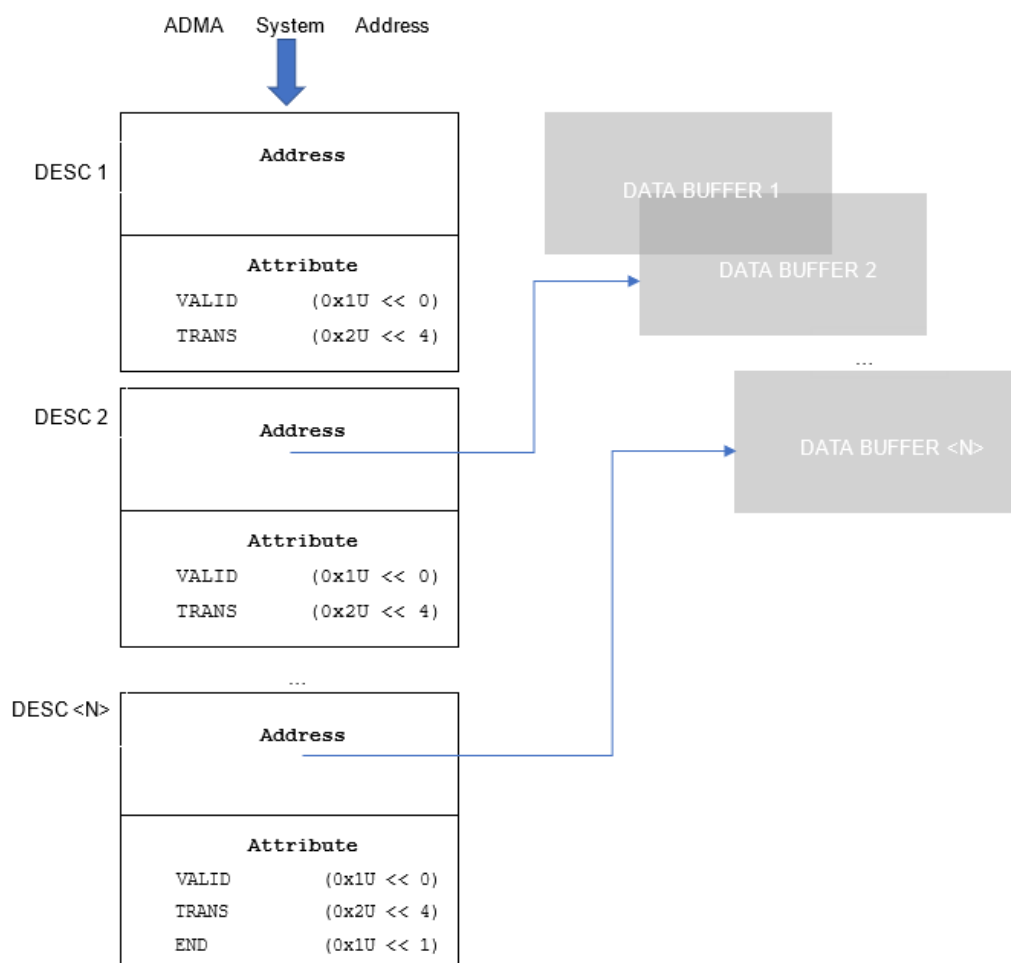 ADMA System Address
DESC 1
Address
Attribute
VALID (0x1U << 0)
TRANS (0x2U << 4)
DESC 2
Address
Attribute
VALID (0x1U << 0)
TRANS (0x2U << 4)
...
DESC <N>
Address
Attribute
VALID (0x1U << 0)
TRANS (0x2U << 4)
END (0x1U << 1)
DATA BUFFER 1
DATA BUFFER 2
...
DATA BUFFER <N>